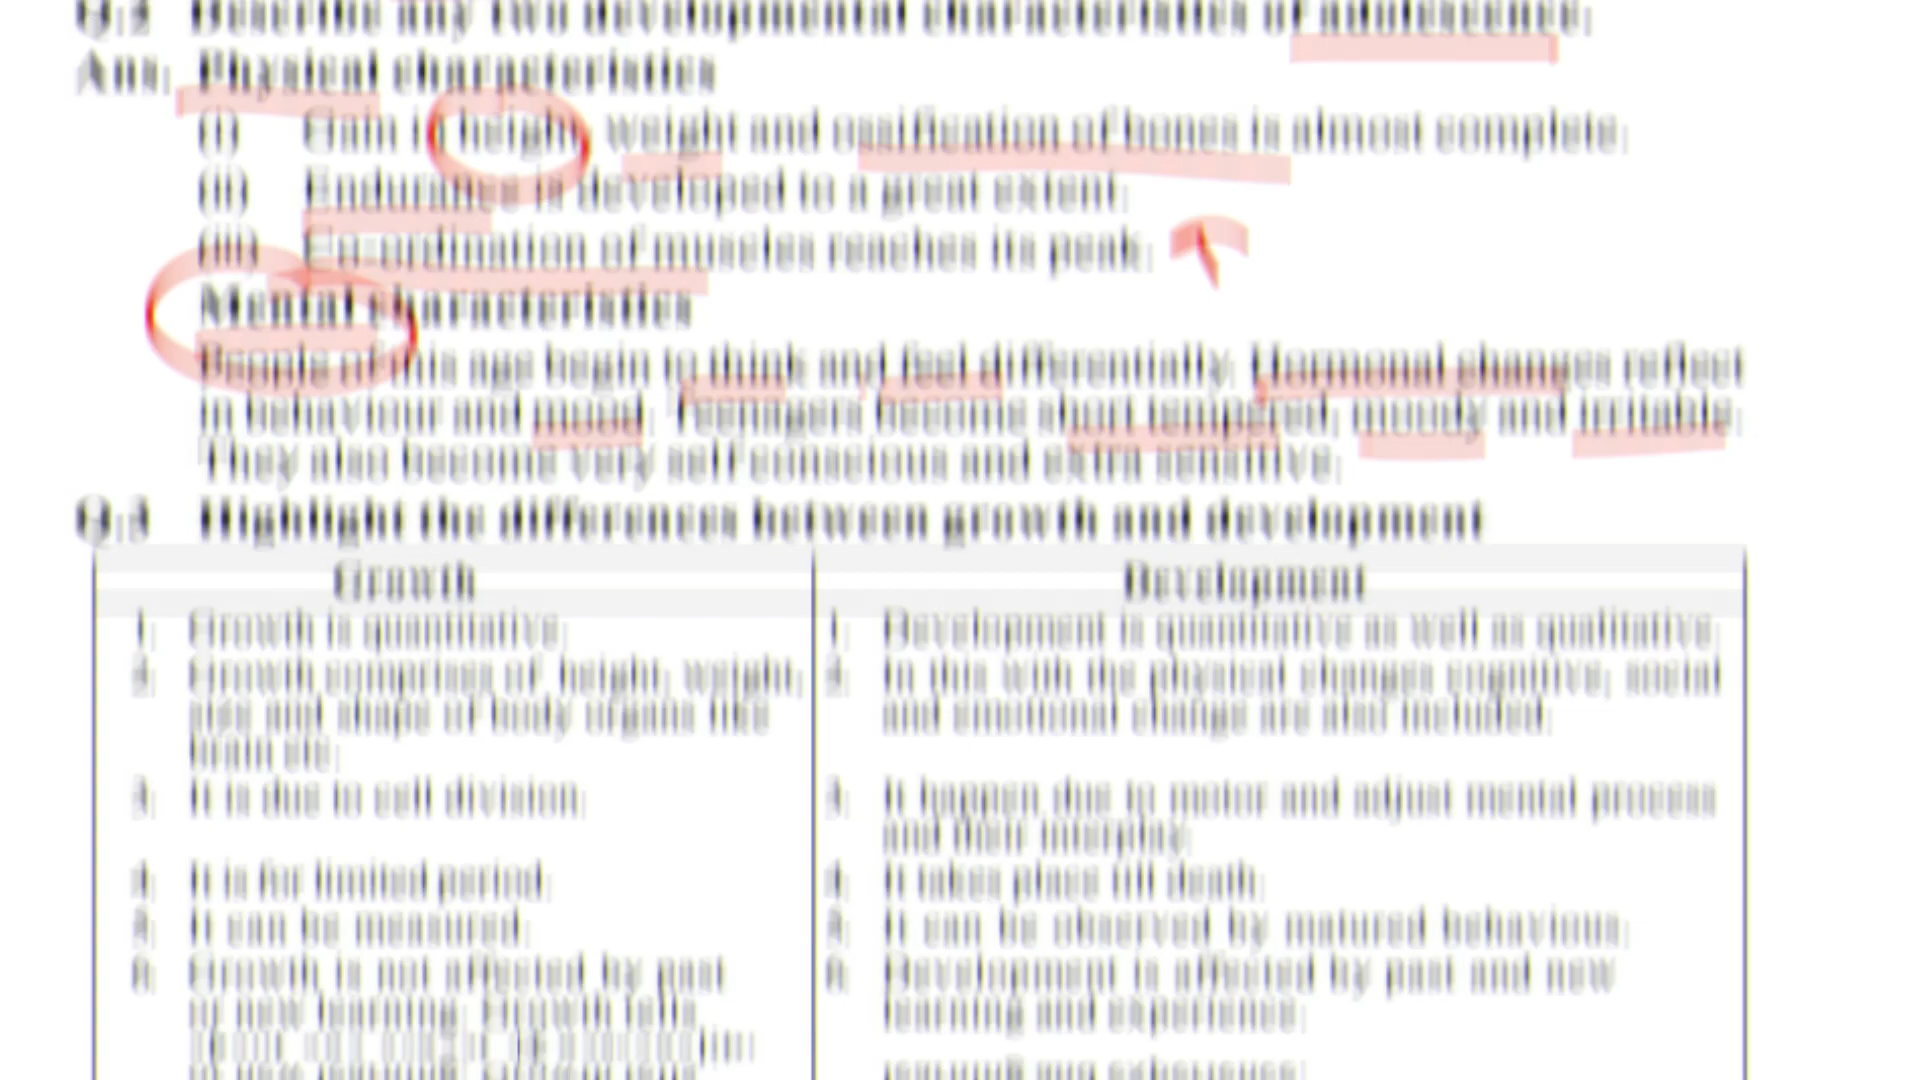 Q.2 Describe any two developmental characteristics of adolescence.
Ans. Physical characteristics
(i) Gain in height, weight and ossification of bones is almost complete.
(ii) Endurance is developed to a great extent.
(iii) Co-ordination of muscles reaches its peak.
Mental characteristics
People of this age begin to think and feel differentially. Hormonal changes reflect
in behaviour and mood. Teenagers become short tempered, moody and irritable.
They also become very self conscious and extra sensitive.
Q.3 Highlight the differences between growth and development
Growth Development
1. Growth is quantitative. 1. Development is quantitative as well as qualitative.
2. Growth comprises of height, weight, 2. In this with the physical changes cognitive, social
size and shape of body organs like and emotional change are also included.
brain etc.
3. It is due to cell division. 3. It happen due to motor and adjust mental process
and their interplay.
4. It is for limited period. 4. It takes place till death.
5. It can be measured. 5. It can be observed by matured behaviour.
6. Growth is not affected by past 6. Development is affected by past and new
or new learning. Growth tells learning and experience.